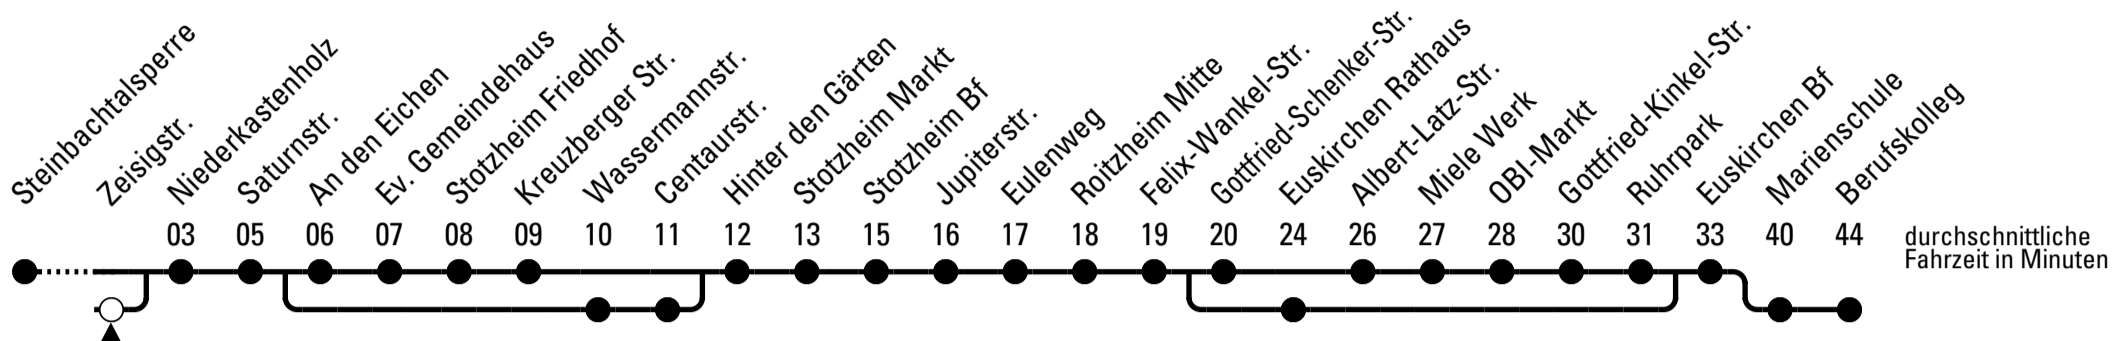 Steinbachtalsperre
Zeisigstr.
Niederkastenholz
Saturnstr.
An den Eichen
Ev. Gemeindehaus
Stotzheim Friedhof
Kreuzberger Str.
Wassermannstr.
Centaurstr.
Hinter den Gärten
Stotzheim Markt
Stotzheim Bf
Jupiterstr.
Eulenweg
Roitzheim Mitte
Felix-Wankel-Str.
Gottfried-Schenker-Str.
Euskirchen Rathaus
Albert-Latz-Str.
Miele Werk
OBI-Markt
Gottfried-Kinkel-Str.
Ruhrpark
Euskirchen Bf
Marienschule
Berufskolleg
03 05 06 07 08 09 10 11 12 13 15 16 17 18 19 20 24 26 27 28 30 31 33 40 44
durchschnittliche
Fahrzeit in Minuten